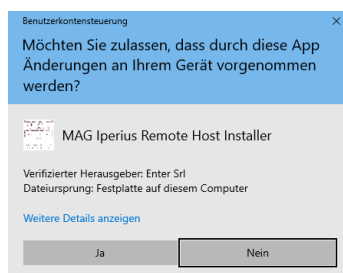 Benutzerkontensteuerung
Möchten Sie zulassen, dass durch diese App
Änderungen an Ihrem Gerät vorgenommen
werden?
MAG Iperius Remote Host Installer
Verifizierter Herausgeber: Enter Srl
Dateiursprung: Festplatte auf diesem Computer
Weitere Details anzeigen
Ja
Nein